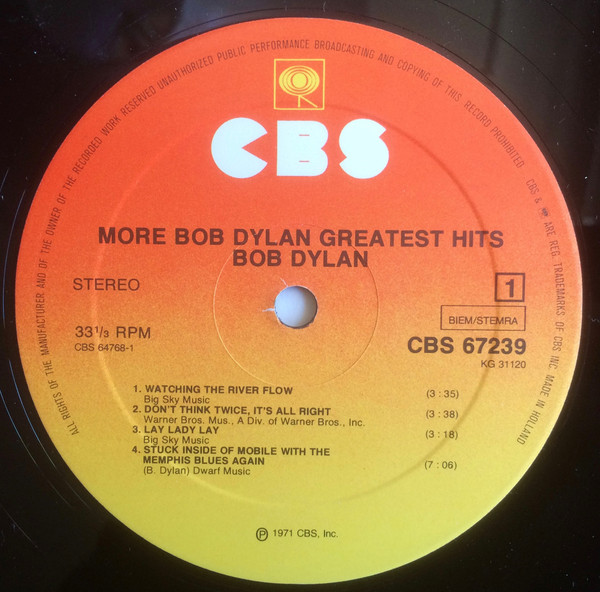 ALL RIGHTS OF THE MANUFACTURER AND OF THE OWNER OF THE RECORDED WORK RESERVED UNAUTHORIZED PUBLIC PERFORMANCE BROADCASTING AND COPYING OF THIS RECORD PROHIBITED CBS & ARE REG. TRADEMARKS OF CBS INC. MADE IN HOLLAND
CBS
MORE BOB DYLAN GREATEST HITS
BOB DYLAN
STEREO
1
BIEM/STEMRA
33 1/3 RPM
CBS 67239
CBS 64768-1
KG 31120
1. WATCHING THE RIVER FLOW (3 : 35)
Big Sky Music
2. DON'T THINK TWICE, IT'S ALL RIGHT (3 : 38)
Warner Bros. Mus., A Div. of Warner Bros., Inc.
3. LAY LADY LAY (3 : 18)
Big Sky Music
4. STUCK INSIDE OF MOBILE WITH THE
MEMPHIS BLUES AGAIN (7 : 06)
(B. Dylan) Dwarf Music
℗ 1971 CBS, Inc.